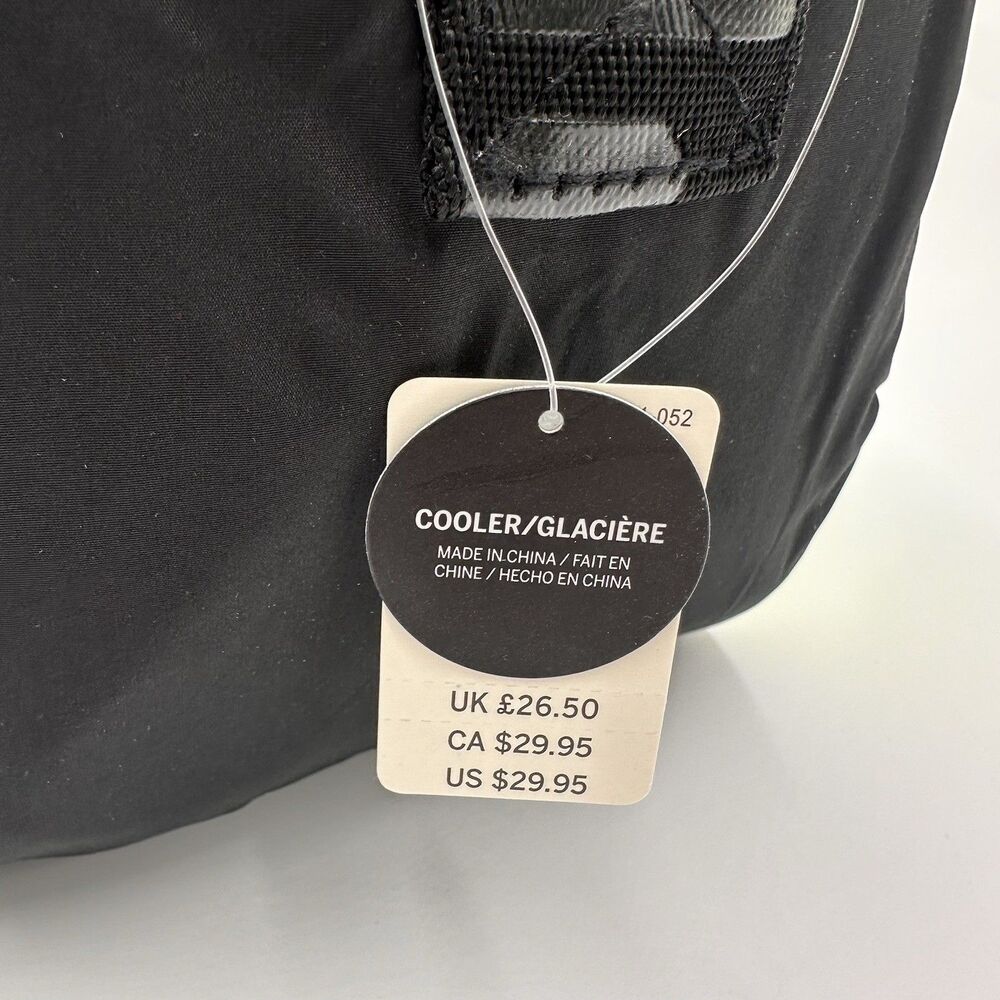 052
COOLER/GLACIÈRE
MADE IN.CHINA / FAIT EN
CHINE / HECHO EN CHINA
UK £26.50
CA $29.95
US $29.95